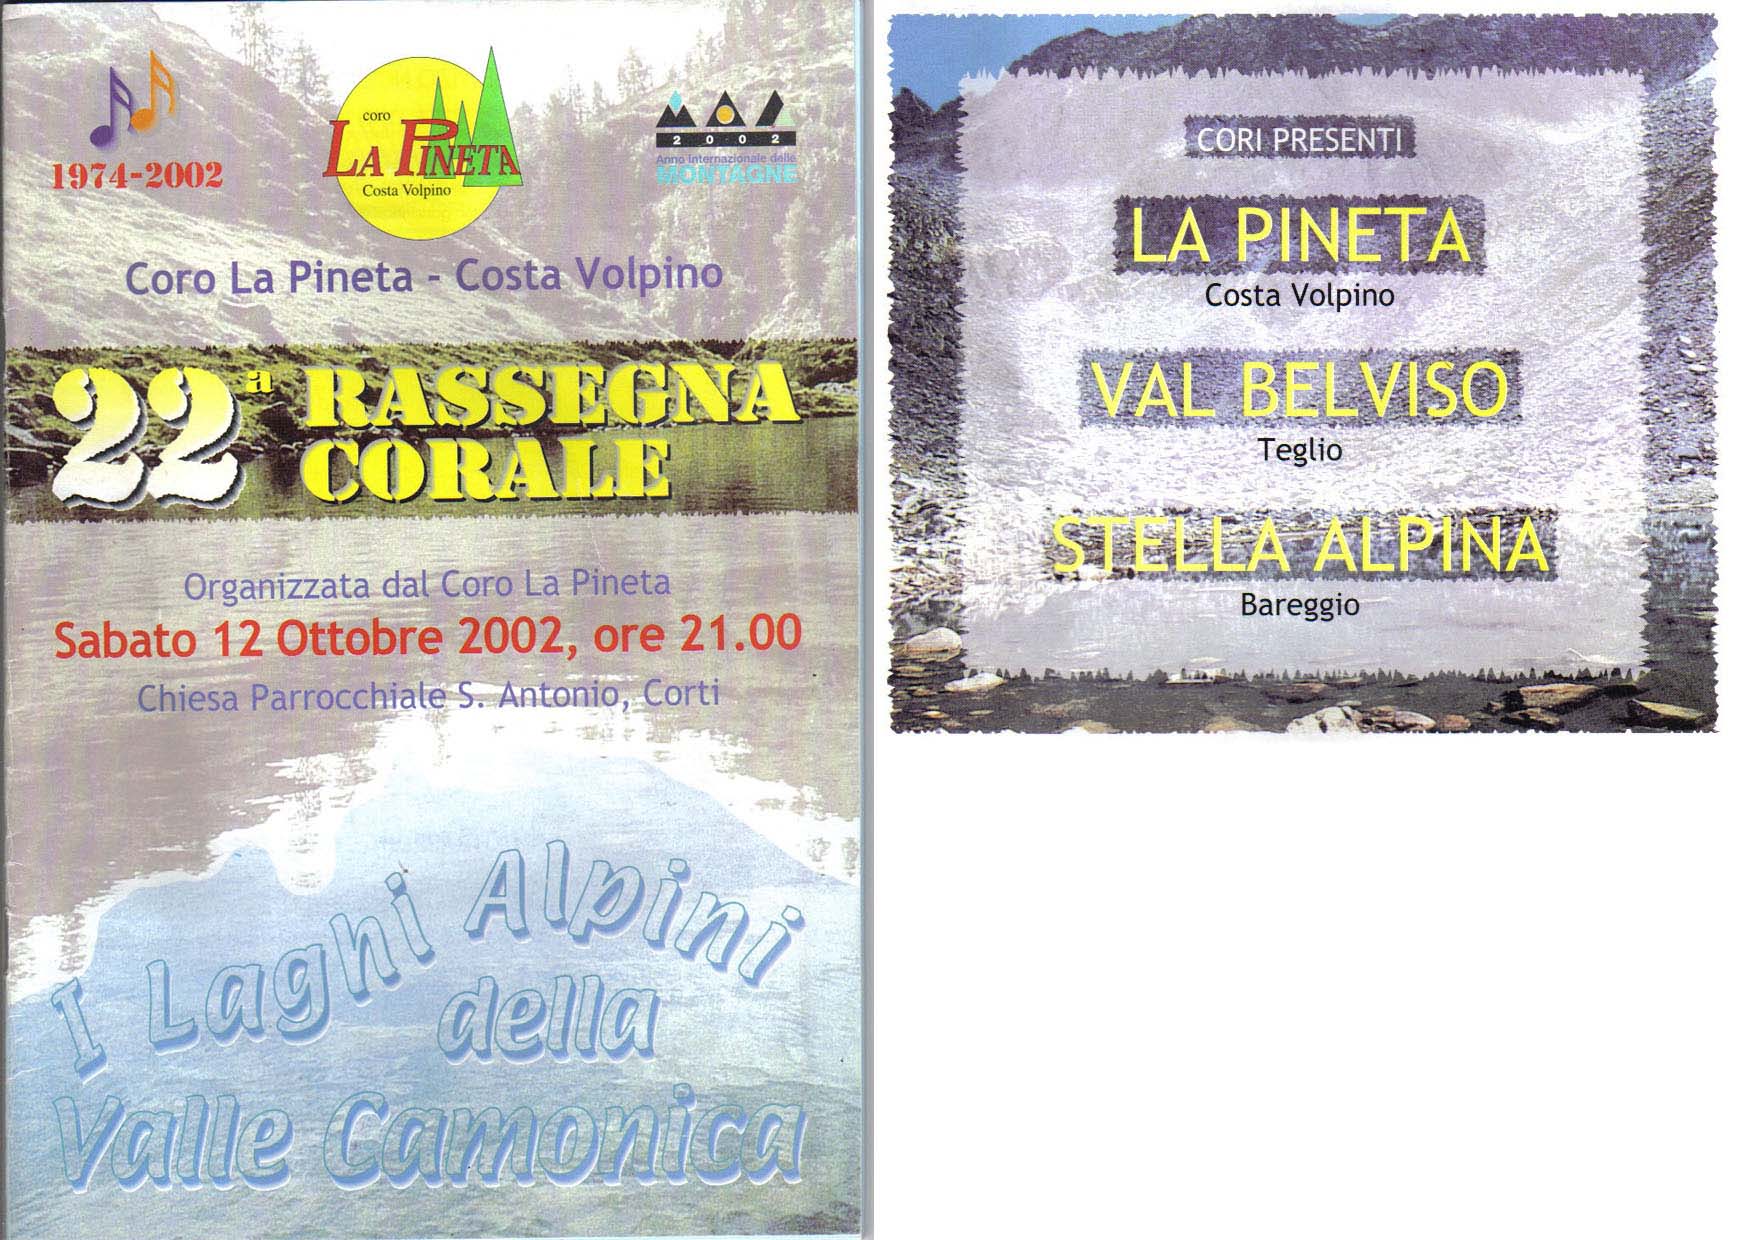 1974-2002
coro
LA PINETA
Costa Volpino
2002
Anno Internazionale delle
MONTAGNE
Coro La Pineta - Costa Volpino
22ª RASSEGNA
CORALE
Organizzata dal Coro La Pineta
Sabato 12 Ottobre 2002, ore 21.00
Chiesa Parrocchiale S. Antonio, Corti
I Laghi Alpini
della
Valle Camonica
CORI PRESENTI
LA PINETA
Costa Volpino
VAL BELVISO
Teglio
STELLA ALPINA
Bareggio